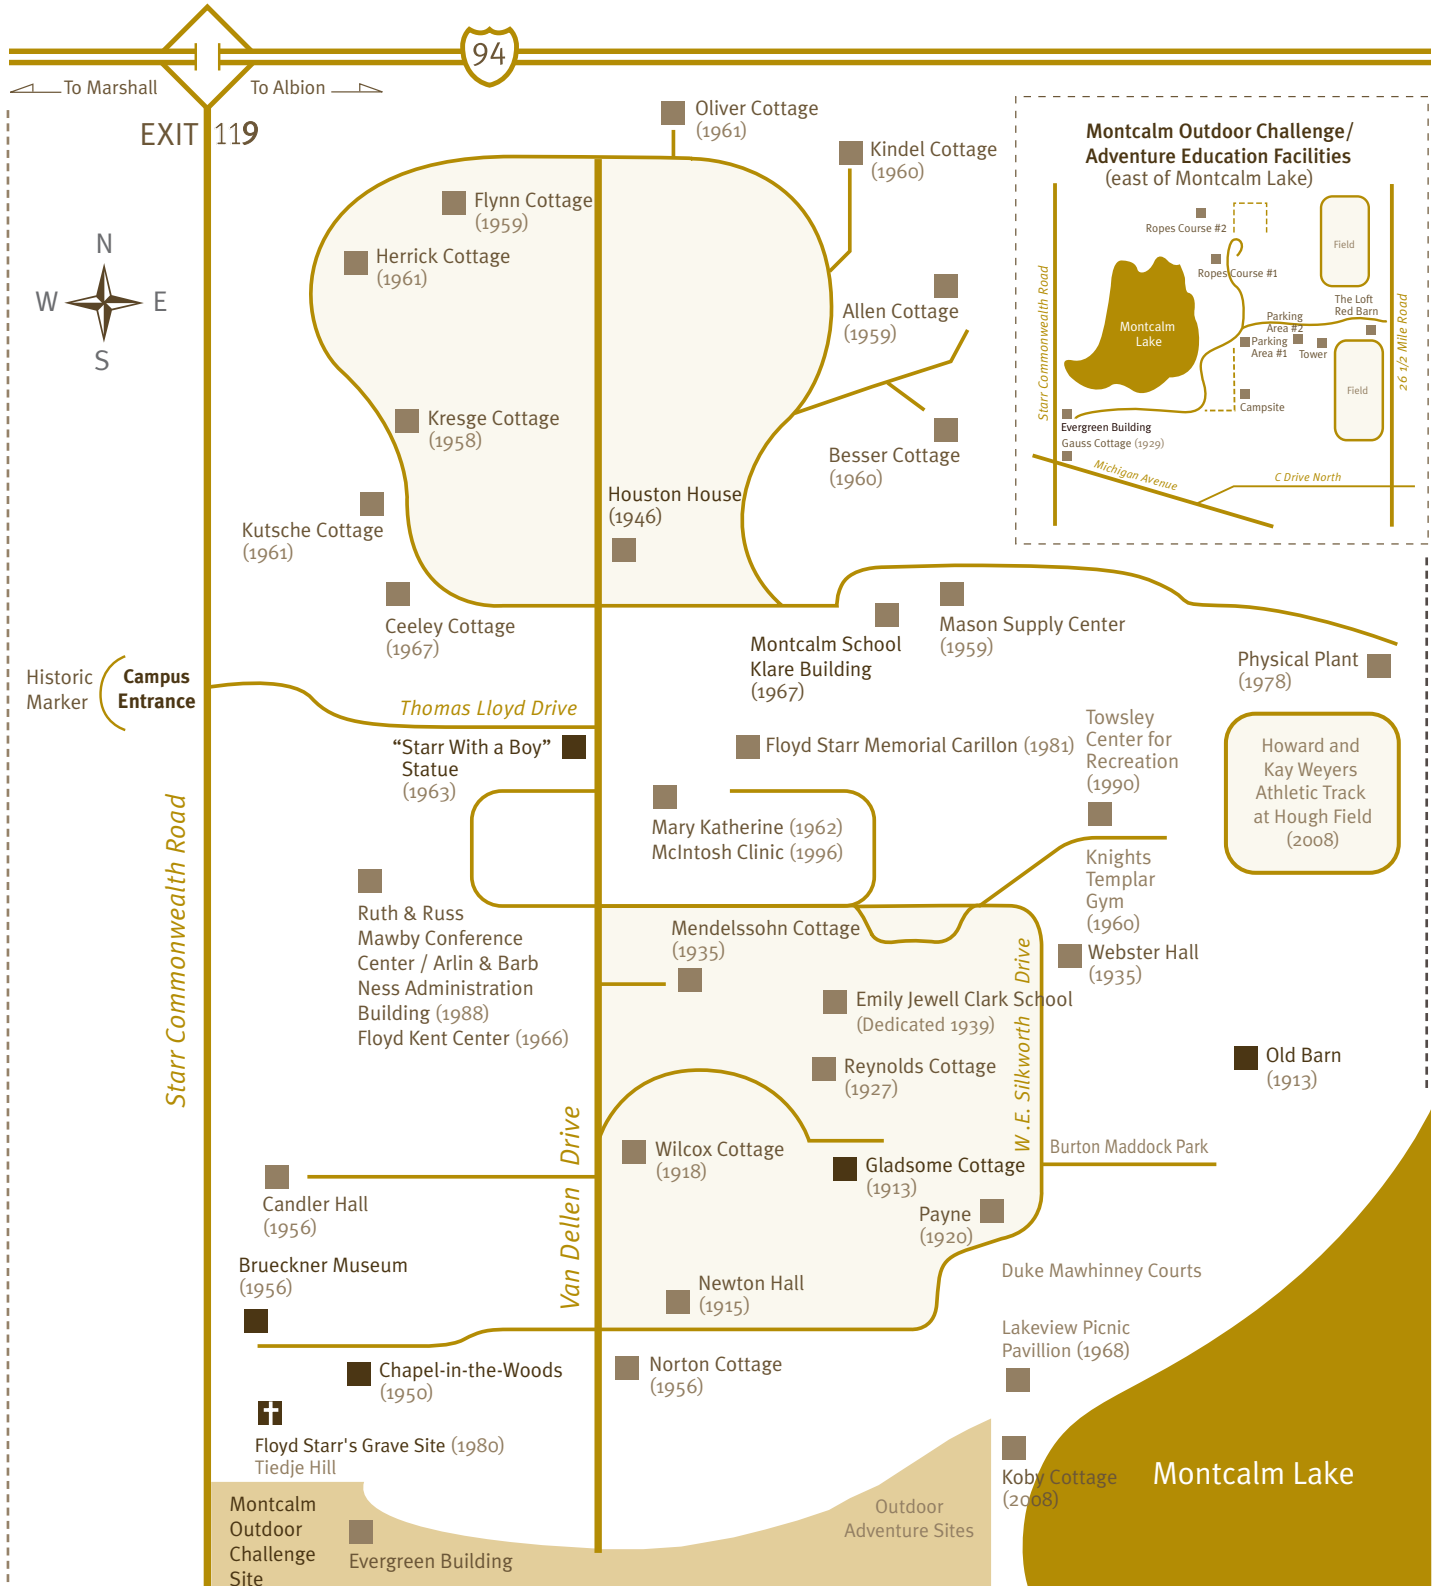 94
To Marshall
To Albion
EXIT 119
Oliver Cottage
(1961)
Kindel Cottage
(1960)
Flynn Cottage
(1959)
Herrick Cottage
(1961)
N
W E
S
Allen Cottage
(1959)
Kresge Cottage
(1958)
Besser Cottage
(1960)
Houston House
(1946)
Kutsche Cottage
(1961)
Ceeley Cottage
(1967)
Montcalm Outdoor Challenge/
Adventure Education Facilities
(east of Montcalm Lake)
Ropes Course #2
Field
Ropes Course #1
Starr Commonwealth Road
Montcalm
Lake
The Loft
Red Barn
Parking
Area #2
Parking
Area #1
Tower
26 1/2 Mile Road
Field
Campsite
Evergreen Building
Gauss Cottage (1929)
Michigan Avenue
C Drive North
Mason Supply Center
(1959)
Montcalm School
Klare Building
(1967)
Physical Plant
(1978)
Historic
Marker
Campus
Entrance
Thomas Lloyd Drive
“Starr With a Boy”
Statue
(1963)
Floyd Starr Memorial Carillon (1981)
Towsley
Center for
Recreation
(1990)
Howard and
Kay Weyers
Athletic Track
at Hough Field
(2008)
Mary Katherine (1962)
McIntosh Clinic (1996)
Knights
Templar
Gym
(1960)
Starr Commonwealth Road
Ruth & Russ
Mawby Conference
Center / Arlin & Barb
Ness Administration
Building (1988)
Floyd Kent Center (1966)
Mendelssohn Cottage
(1935)
Webster Hall
(1935)
Emily Jewell Clark School
(Dedicated 1939)
W .E. Silkworth Drive
Reynolds Cottage
(1927)
Old Barn
(1913)
Van Dellen Drive
Wilcox Cottage
(1918)
Burton Maddock Park
Gladsome Cottage
(1913)
Candler Hall
(1956)
Payne
(1920)
Brueckner Museum
(1956)
Duke Mawhinney Courts
Newton Hall
(1915)
Lakeview Picnic
Pavillion (1968)
Chapel-in-the-Woods
(1950)
Norton Cottage
(1956)
Floyd Starr's Grave Site (1980)
Tiedje Hill
Koby Cottage
(2008)
Montcalm Lake
Montcalm
Outdoor
Challenge
Site
Outdoor
Adventure Sites
Evergreen Building